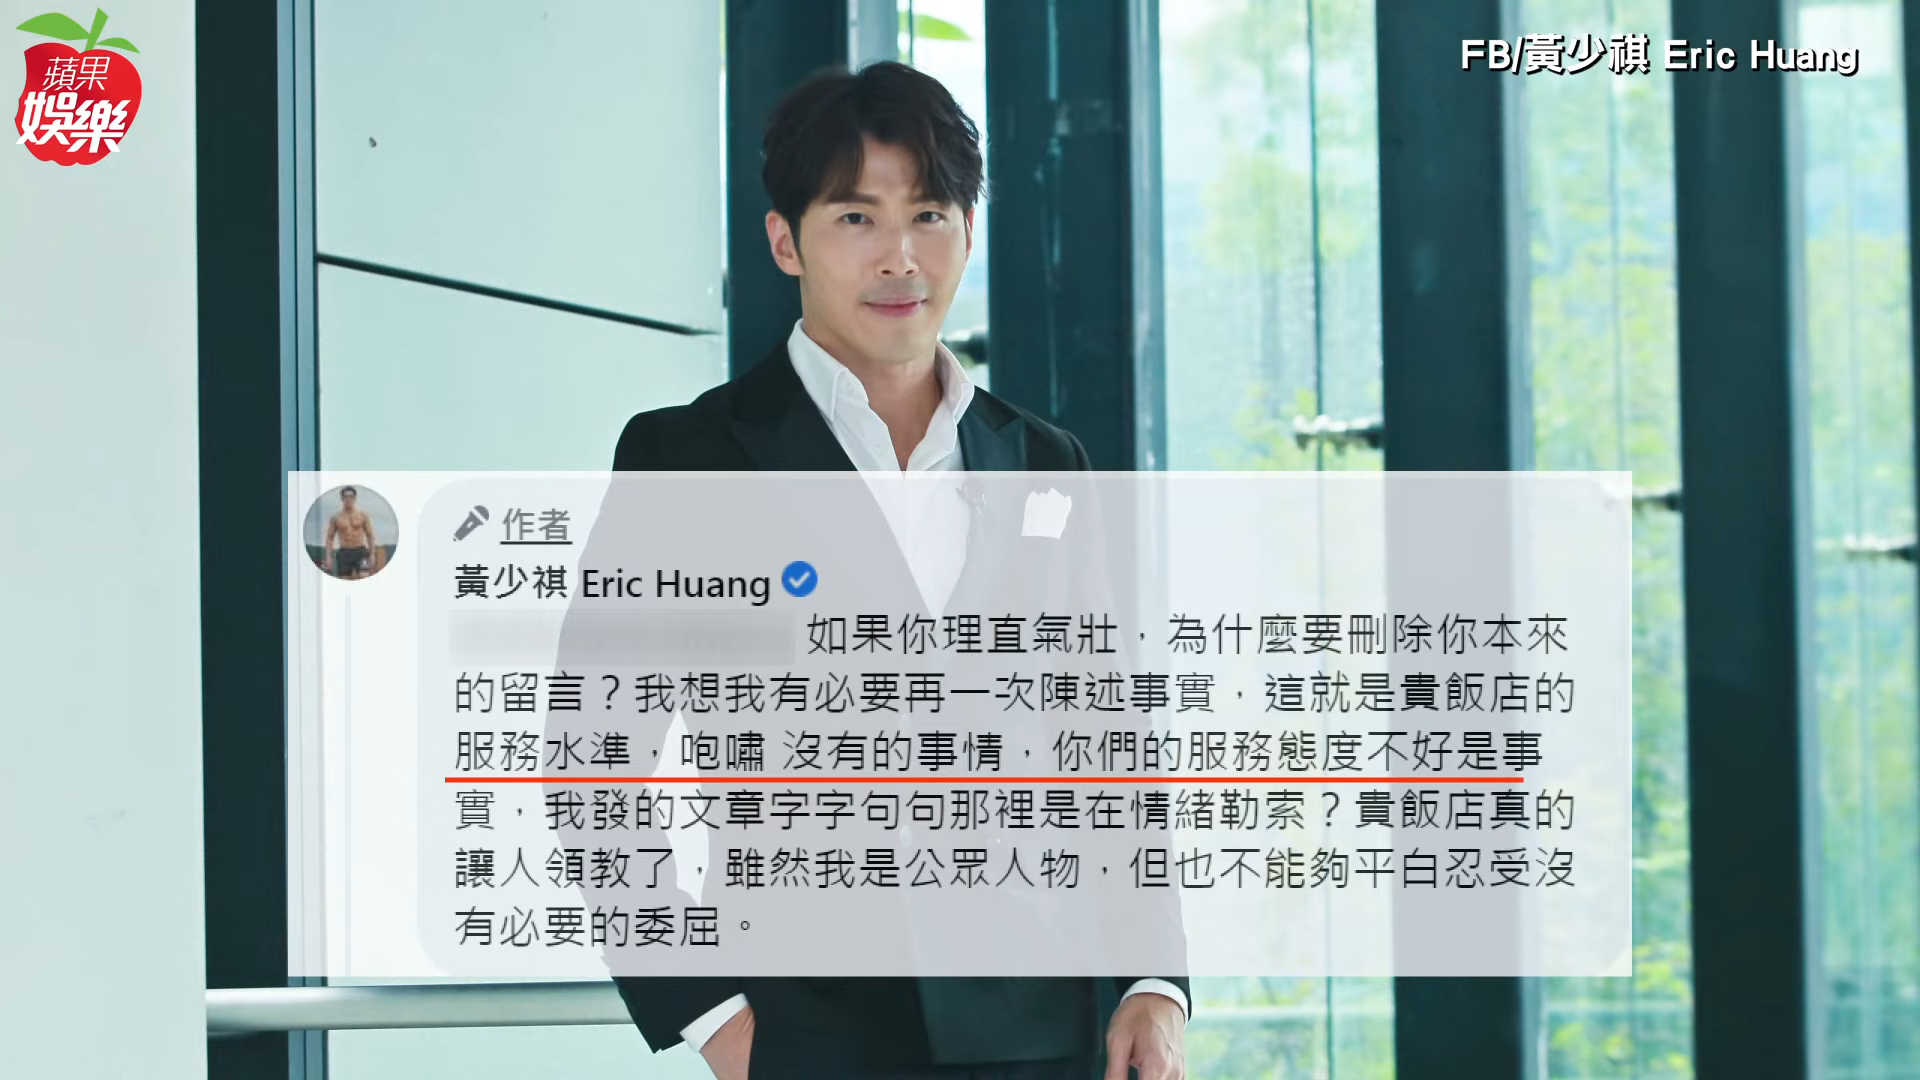 蘋果
娛樂
FB/黃少祺 Eric Huang
作者
黃少祺 Eric Huang
如果你理直氣壯，為什麼要刪除你本來
的留言？我想我有必要再一次陳述事實，這就是貴飯店的
服務水準，咆嘯 沒有的事情，你們的服務態度不好是事
實，我發的文章字字句句那裡是在情緒勒索？貴飯店真的
讓人領教了，雖然我是公眾人物，但也不能夠平白忍受沒
有必要的委屈。